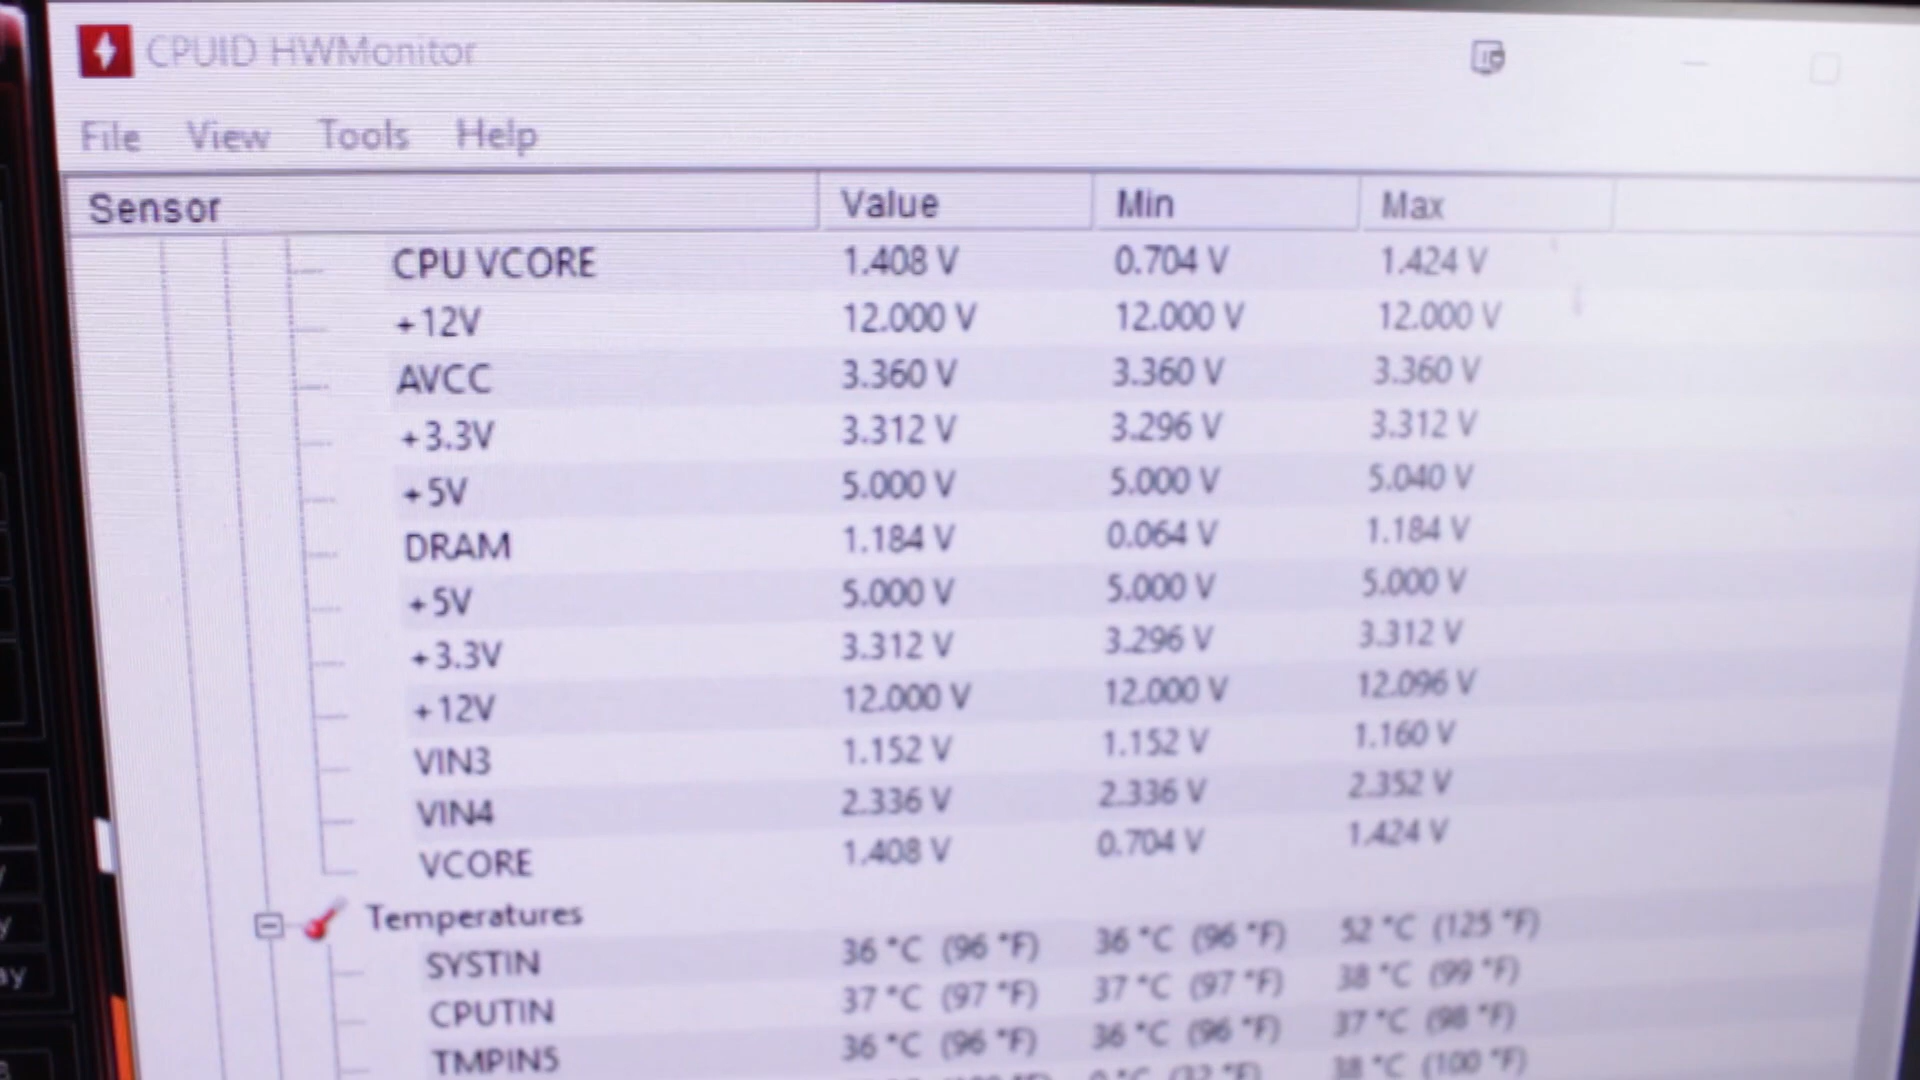 CPUID HWMonitor
File View Tools Help
Sensor Value Min Max
CPU VCORE 1.408 V 0.704 V 1.424 V
+12V 12.000 V 12.000 V 12.000 V
AVCC 3.360 V 3.360 V 3.360 V
+3.3V 3.312 V 3.296 V 3.312 V
+5V 5.000 V 5.000 V 5.040 V
DRAM 1.184 V 0.064 V 1.184 V
+5V 5.000 V 5.000 V 5.000 V
+3.3V 3.312 V 3.296 V 3.312 V
+12V 12.000 V 12.000 V 12.096 V
VIN3 1.152 V 1.152 V 1.160 V
VIN4 2.336 V 2.336 V 2.352 V
VCORE 1.408 V 0.704 V 1.424 V
Temperatures
SYSTIN 36 °C (96 °F) 36 °C (96 °F) 52 °C (125 °F)
CPUTIN 37 °C (97 °F) 37 °C (97 °F) 38 °C (99 °F)
TMPIN5 36 °C (96 °F) 36 °C (96 °F) 37 °C (98 °F)
38 °C (100 °F)